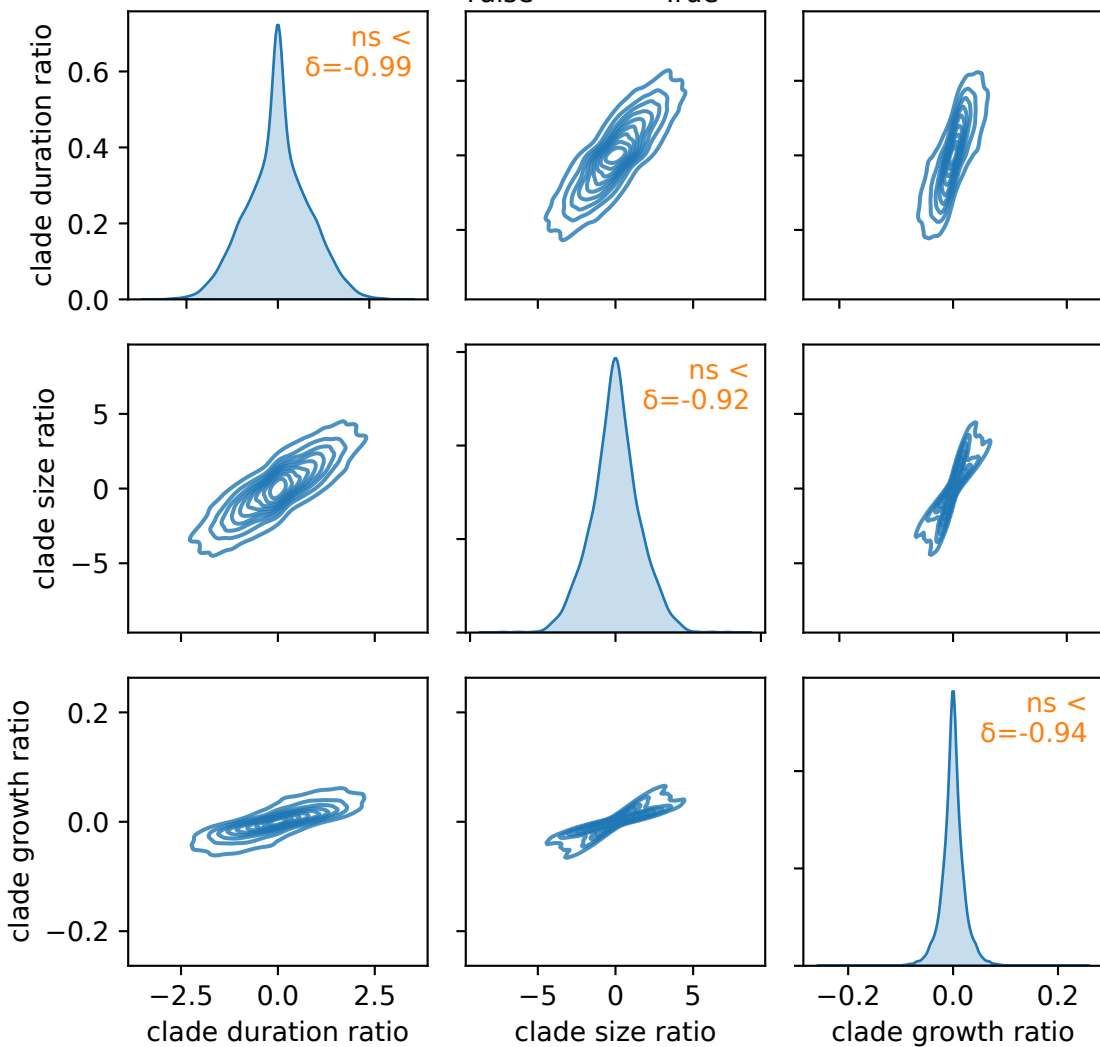 clade duration ratio
0.6
0.4
0.2
0.0
ns <
δ=-0.99
clade size ratio
5
0
−5
ns <
δ=-0.92
clade growth ratio
0.2
0.0
−0.2
ns <
δ=-0.94
−2.5 0.0 2.5
−5 0 5
−0.2 0.0 0.2
clade duration ratio
clade size ratio
clade growth ratio